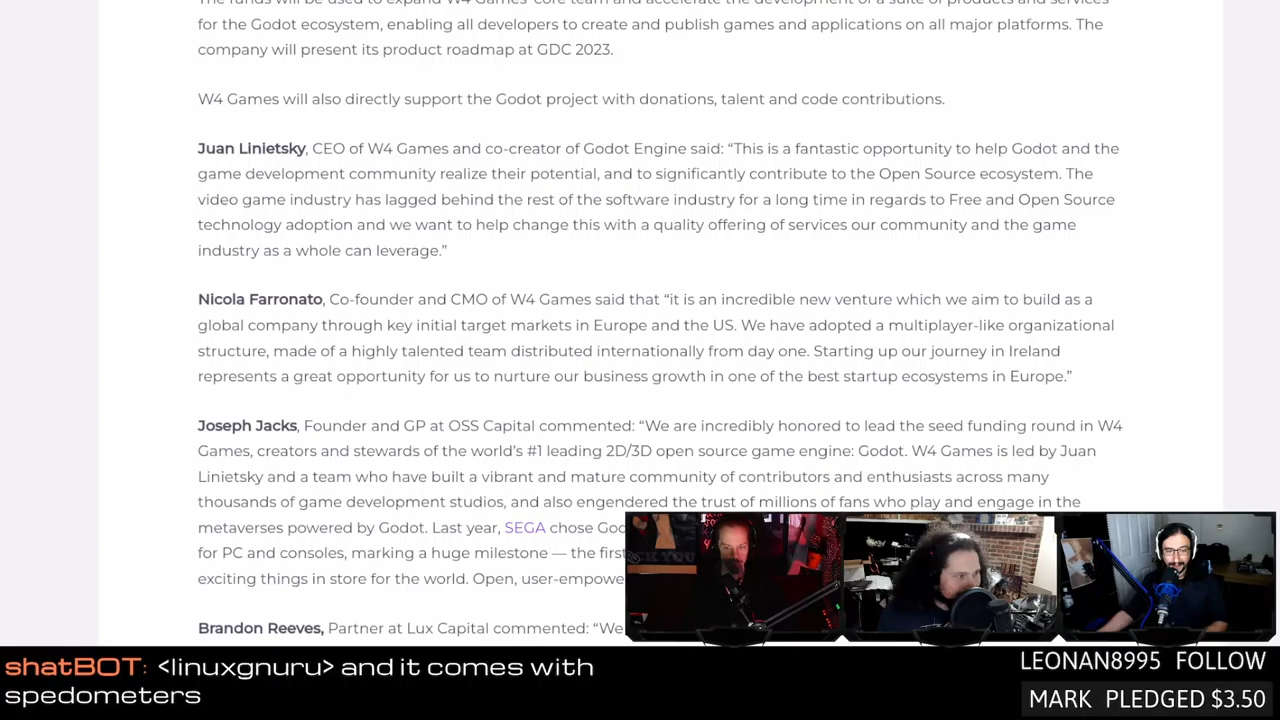 The funds will be used to expand W4 Games' core team and accelerate the development of a suite of products and services
for the Godot ecosystem, enabling all developers to create and publish games and applications on all major platforms. The
company will present its product roadmap at GDC 2023.
W4 Games will also directly support the Godot project with donations, talent and code contributions.
Juan Linietsky, CEO of W4 Games and co-creator of Godot Engine said: “This is a fantastic opportunity to help Godot and the
game development community realize their potential, and to significantly contribute to the Open Source ecosystem. The
video game industry has lagged behind the rest of the software industry for a long time in regards to Free and Open Source
technology adoption and we want to help change this with a quality offering of services our community and the game
industry as a whole can leverage.”
Nicola Farronato, Co-founder and CMO of W4 Games said that “it is an incredible new venture which we aim to build as a
global company through key initial target markets in Europe and the US. We have adopted a multiplayer-like organizational
structure, made of a highly talented team distributed internationally from day one. Starting up our journey in Ireland
represents a great opportunity for us to nurture our business growth in one of the best startup ecosystems in Europe.”
Joseph Jacks, Founder and GP at OSS Capital commented: “We are incredibly honored to lead the seed funding round in W4
Games, creators and stewards of the world’s #1 leading 2D/3D open source game engine: Godot. W4 Games is led by Juan
Linietsky and a team who have built a vibrant and mature community of contributors and enthusiasts across many
thousands of game development studios, and also engendered the trust of millions of fans who play and engage in the
metaverses powered by Godot. Last year, SEGA chose God
for PC and consoles, marking a huge milestone — the first
exciting things in store for the world. Open, user-empowe
Brandon Reeves, Partner at Lux Capital commented: “We
shatBOT: <linuxgnuru> and it comes with
spedometers
LEONAN8995 FOLLOW
MARK PLEDGED $3.50